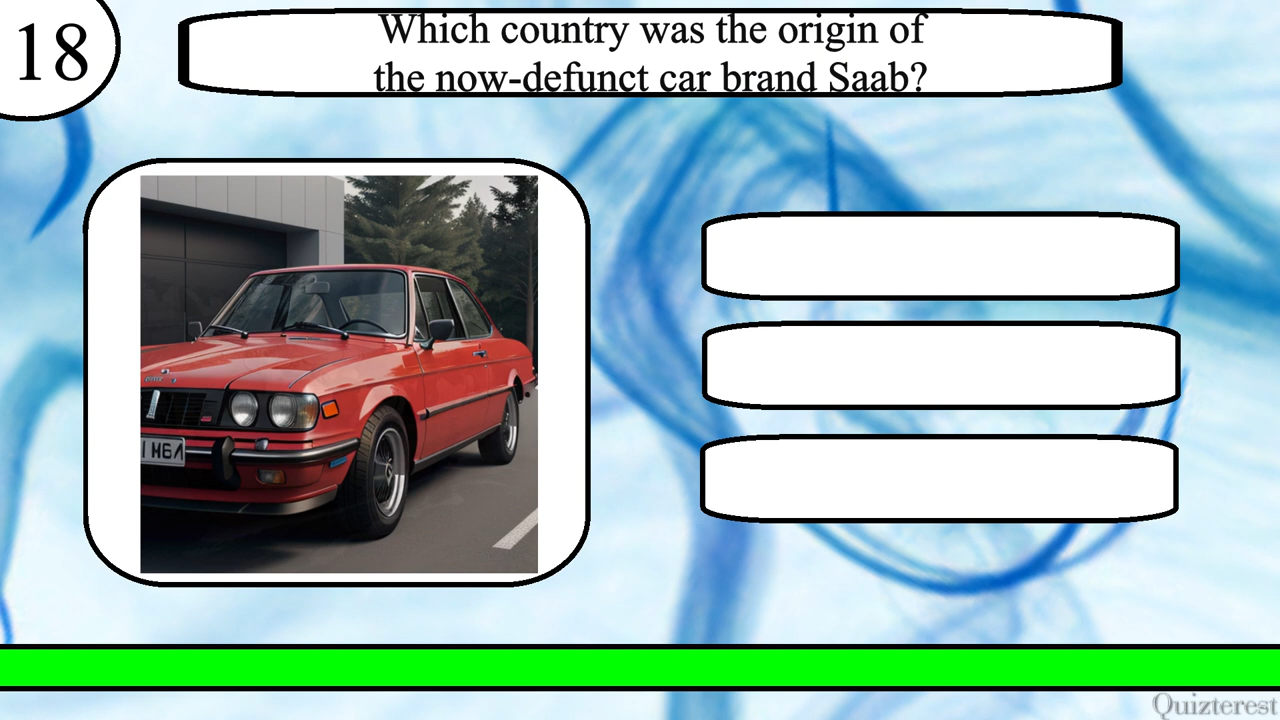 18
Which country was the origin of
the now-defunct car brand Saab?
Quizterest